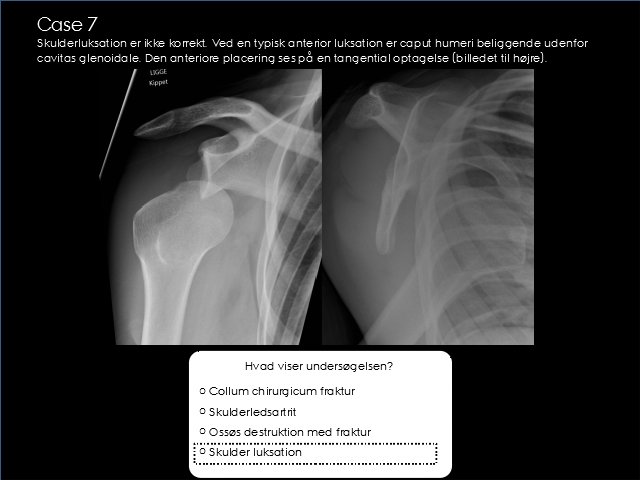 Case 7
Skulderluksation er ikke korrekt. Ved en typisk anterior luksation er caput humeri beliggende udenfor
cavitas glenoidale. Den anteriore placering ses på en tangential optagelse (billedet til højre).
LIGGE
Kippet
Hvad viser undersøgelsen?
Collum chirurgicum fraktur
Skulderledsartrit
Ossøs destruktion med fraktur
Skulder luksation